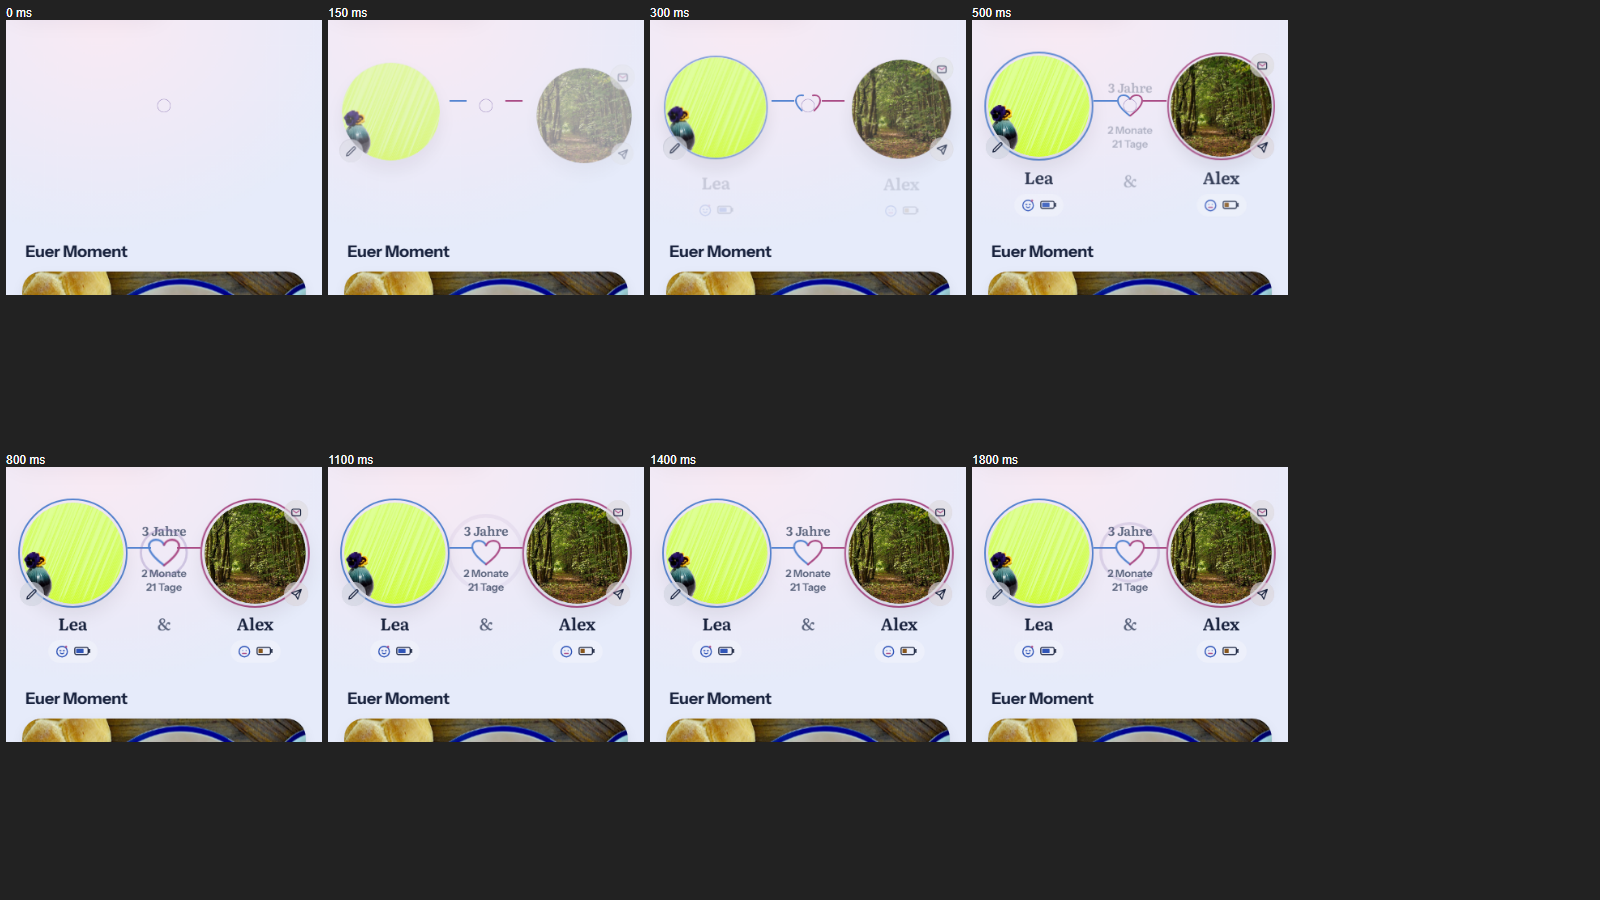 0 ms
150 ms
300 ms
500 ms
Euer Moment
Euer Moment
Lea
Alex
Euer Moment
3 Jahre
2 Monate
21 Tage
Lea
&
Alex
Euer Moment
800 ms
1100 ms
1400 ms
1800 ms
3 Jahre
2 Monate
21 Tage
Lea
&
Alex
Euer Moment
3 Jahre
2 Monate
21 Tage
Lea
&
Alex
Euer Moment
3 Jahre
2 Monate
21 Tage
Lea
&
Alex
Euer Moment
3 Jahre
2 Monate
21 Tage
Lea
&
Alex
Euer Moment